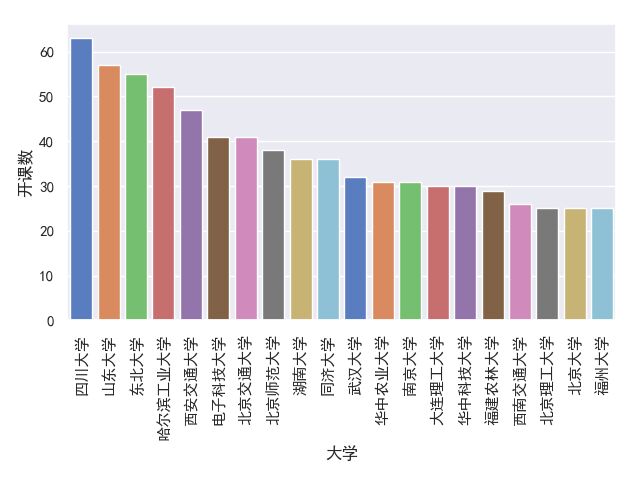 60
50
40
30
20
10
0
开课数
四川大学
山东大学
东北大学
哈尔滨工业大学
西安交通大学
电子科技大学
北京交通大学
北京师范大学
湖南大学
同济大学
武汉大学
华中农业大学
南京大学
大连理工大学
华中科技大学
福建农林大学
西南交通大学
北京理工大学
北京大学
福州大学
大学